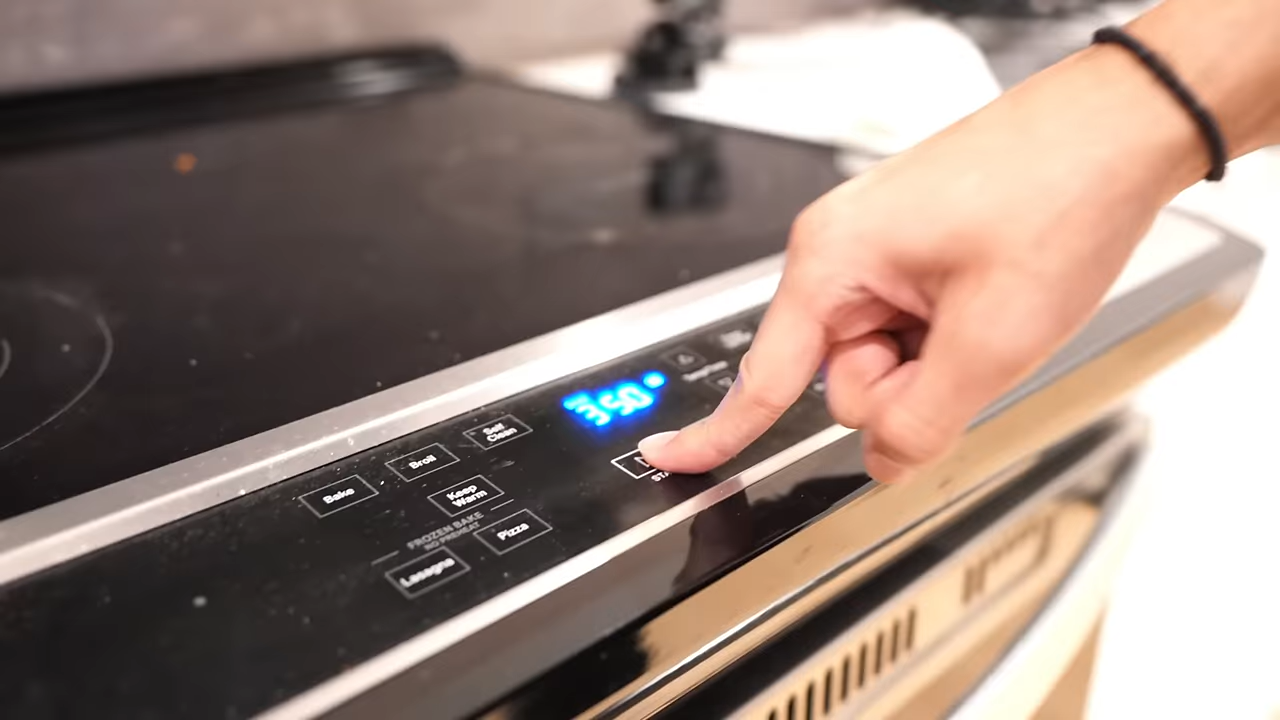 350°
Self
Clean
Broil
Bake
Keep
Warm
FROZEN BAKE
NO PREHEAT
Pizza
Lasagna